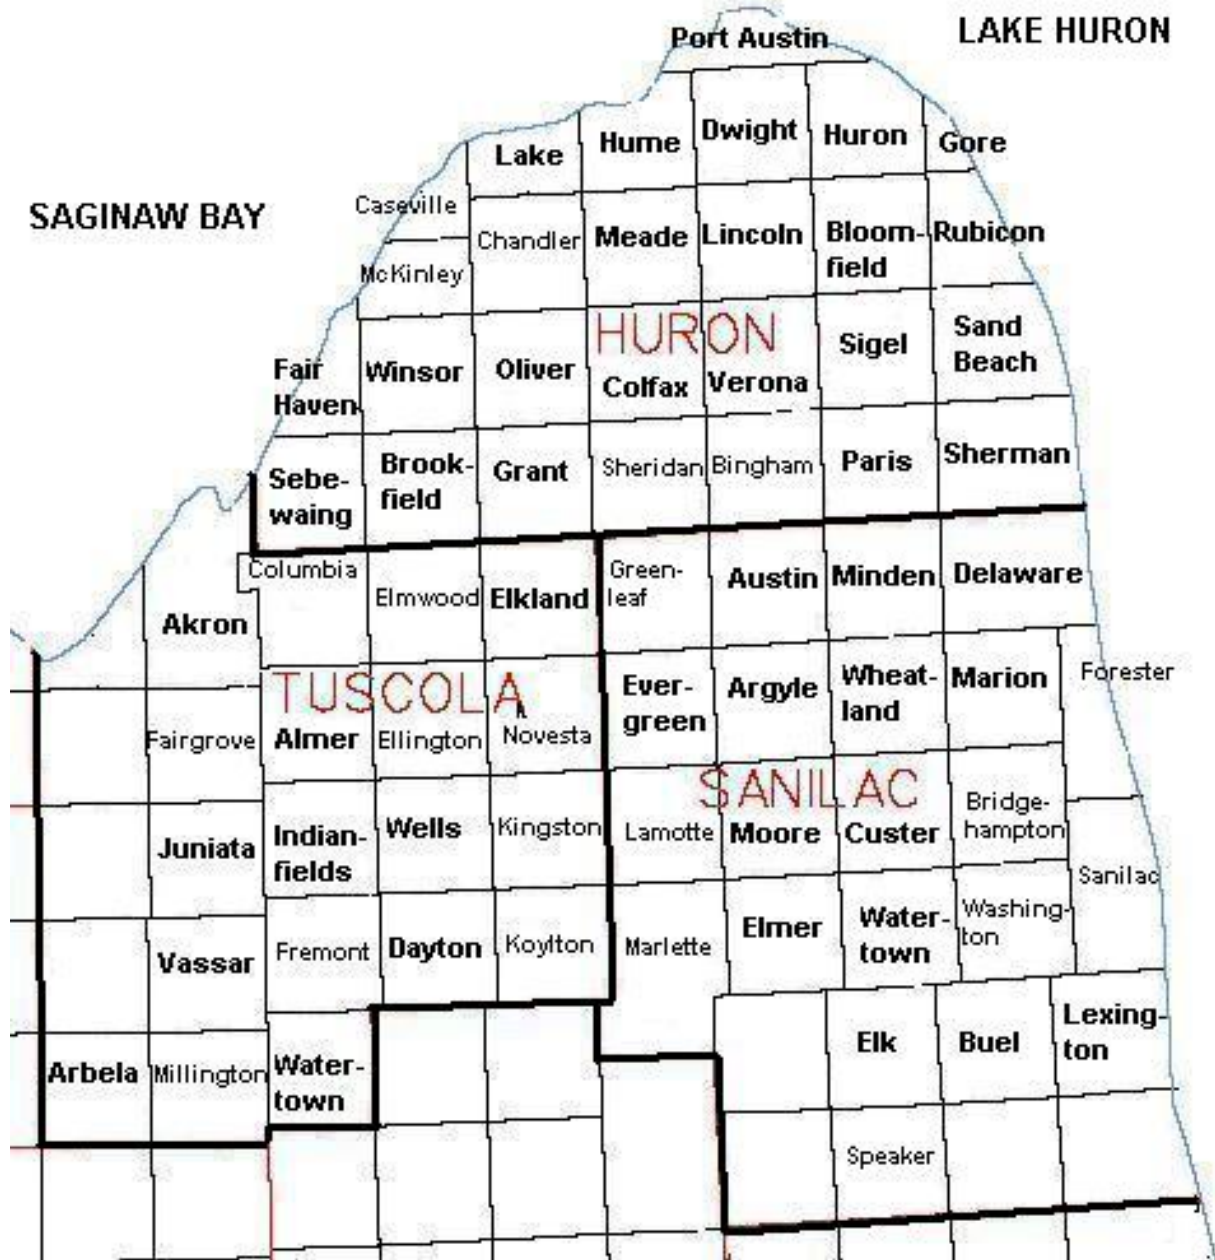 LAKE HURON
Port Austin
Lake
Hume
Dwight
Huron
Gore
SAGINAW BAY
Caseville
Chandler
Meade
Lincoln
Bloom-
field
Rubicon
McKinley
HURON
Fair
Haven
Winsor
Oliver
Colfax
Verona
Sigel
Sand
Beach
Sebe-
waing
Brook-
field
Grant
Sheridan
Bingham
Paris
Sherman
Columbia
Akron
Elmwood
Elkland
Green-
leaf
Austin
Minden
Delaware
TUSCOLA
Fairgrove
Almer
Ellington
Novesta
Ever-
green
Argyle
Wheat-
land
Marion
Forester
SANILAC
Juniata
Indian-
fields
Wells
Kingston
Lamotte
Moore
Custer
Bridge-
hampton
Sanilac
Vassar
Fremont
Dayton
Koylton
Marlette
Elmer
Water-
town
Washing-
ton
Arbela
Millington
Water-
town
Elk
Buel
Lexing-
ton
Speaker